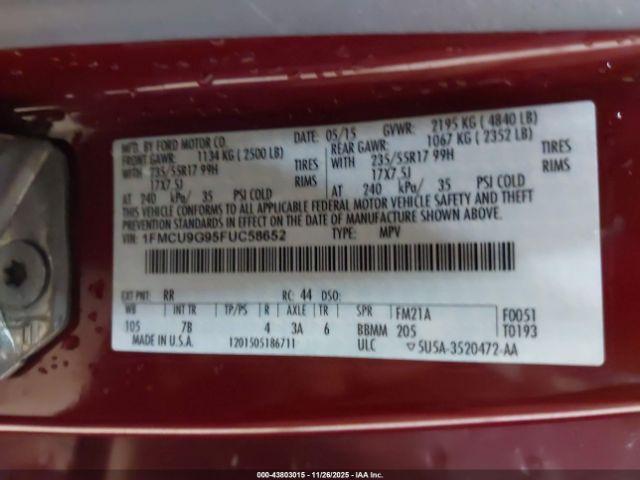 MFD. BY FORD MOTOR CO. DATE: 05/15 GVWR: 2195 KG ( 4840 LB)
FRONT GAWR: 1134 KG ( 2500 LB) REAR GAWR: 1067 KG ( 2352 LB)
WITH 235/55R17 99H TIRES WITH 235/55R17 99H TIRES
17X7.5J RIMS 17X7.5J RIMS
AT 240 kPa/ 35 PSI COLD AT 240 kPa/ 35 PSI COLD
THIS VEHICLE CONFORMS TO ALL APPLICABLE FEDERAL MOTOR VEHICLE SAFETY AND THEFT
PREVENTION STANDARDS IN EFFECT ON THE DATE OF MANUFACTURE SHOWN ABOVE.
VIN: 1FMCU9G95FUC58652 TYPE: MPV
EXT PNT: RR RC: 44 DSO:
WB TP/PS R AXLE TR SPR FM21A F0051
105 7B 4 3A 6 BBMM 205 T0193
MADE IN U.S.A. 1201505186711 ULC 5U5A-3520472-AA
000-43803015 - 11/26/2025 - IAA Inc.